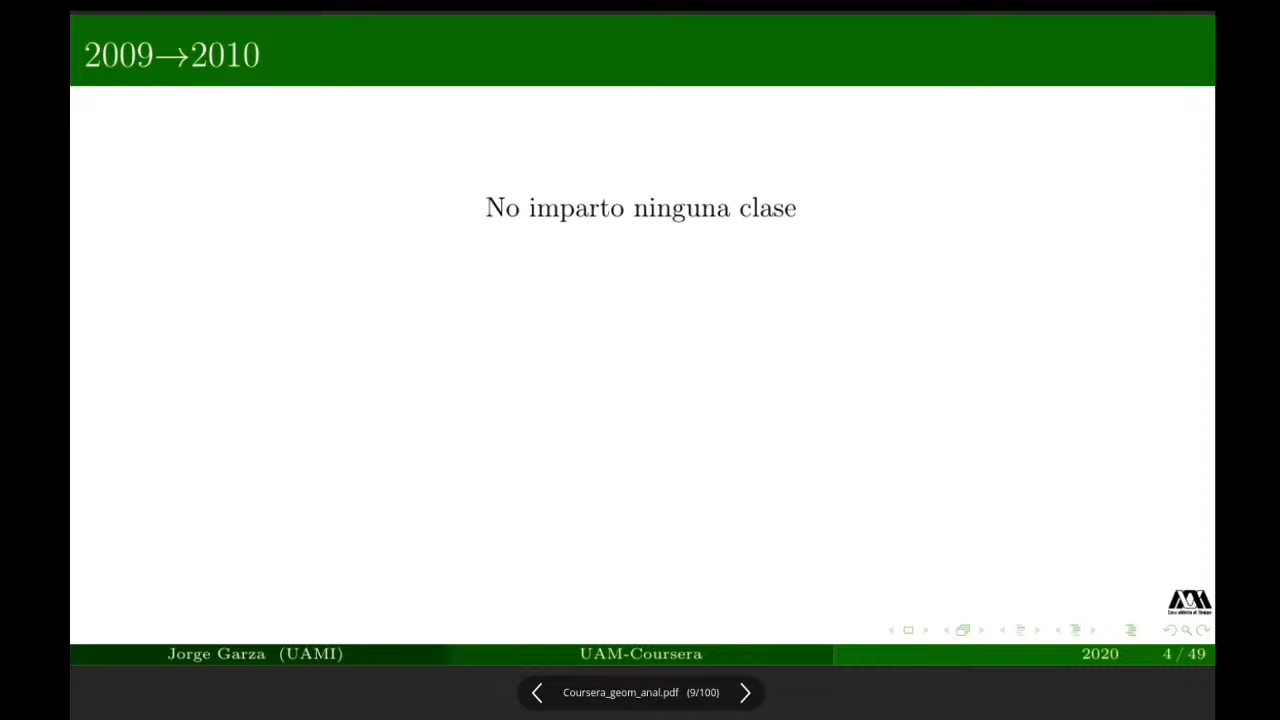 2009→2010
No imparto ninguna clase
Jorge Garza (UAMI)
UAM-Coursera
2020
4 / 49
Coursera_geom_anal.pdf (9/100)